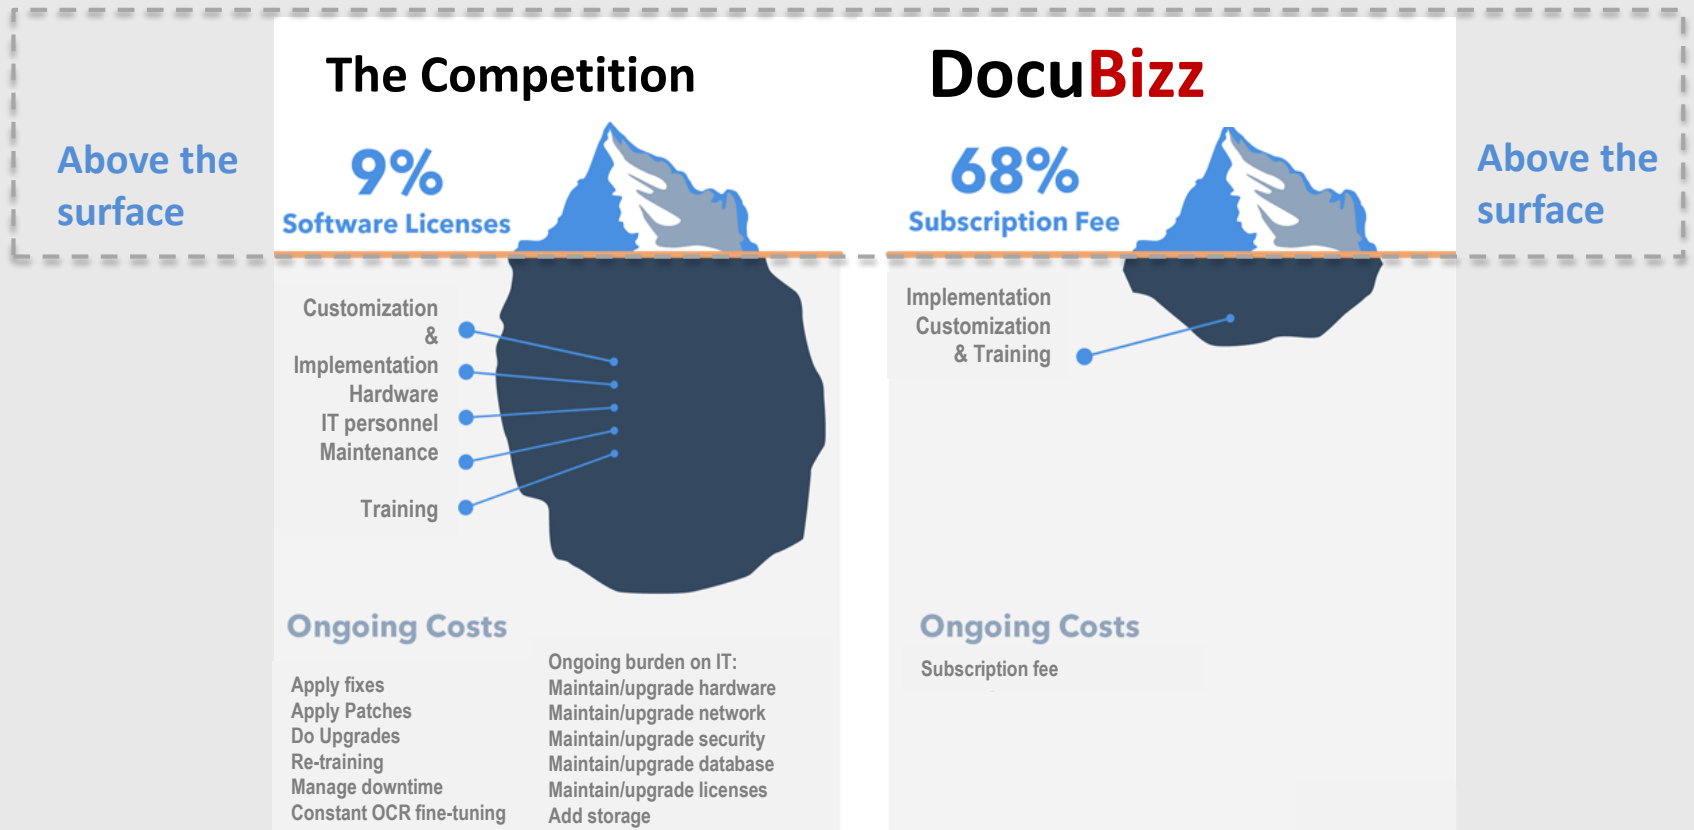 The Competition
DocuBizz
Above the
surface
9%
Software Licenses
68%
Subscription Fee
Above the
surface
Customization
&
Implementation
Hardware
IT personnel
Maintenance
Training
Implementation
Customization
& Training
Ongoing Costs
Apply fixes
Apply Patches
Do Upgrades
Re-training
Manage downtime
Constant OCR fine-tuning
Ongoing burden on IT:
Maintain/upgrade hardware
Maintain/upgrade network
Maintain/upgrade security
Maintain/upgrade database
Maintain/upgrade licenses
Add storage
Ongoing Costs
Subscription fee